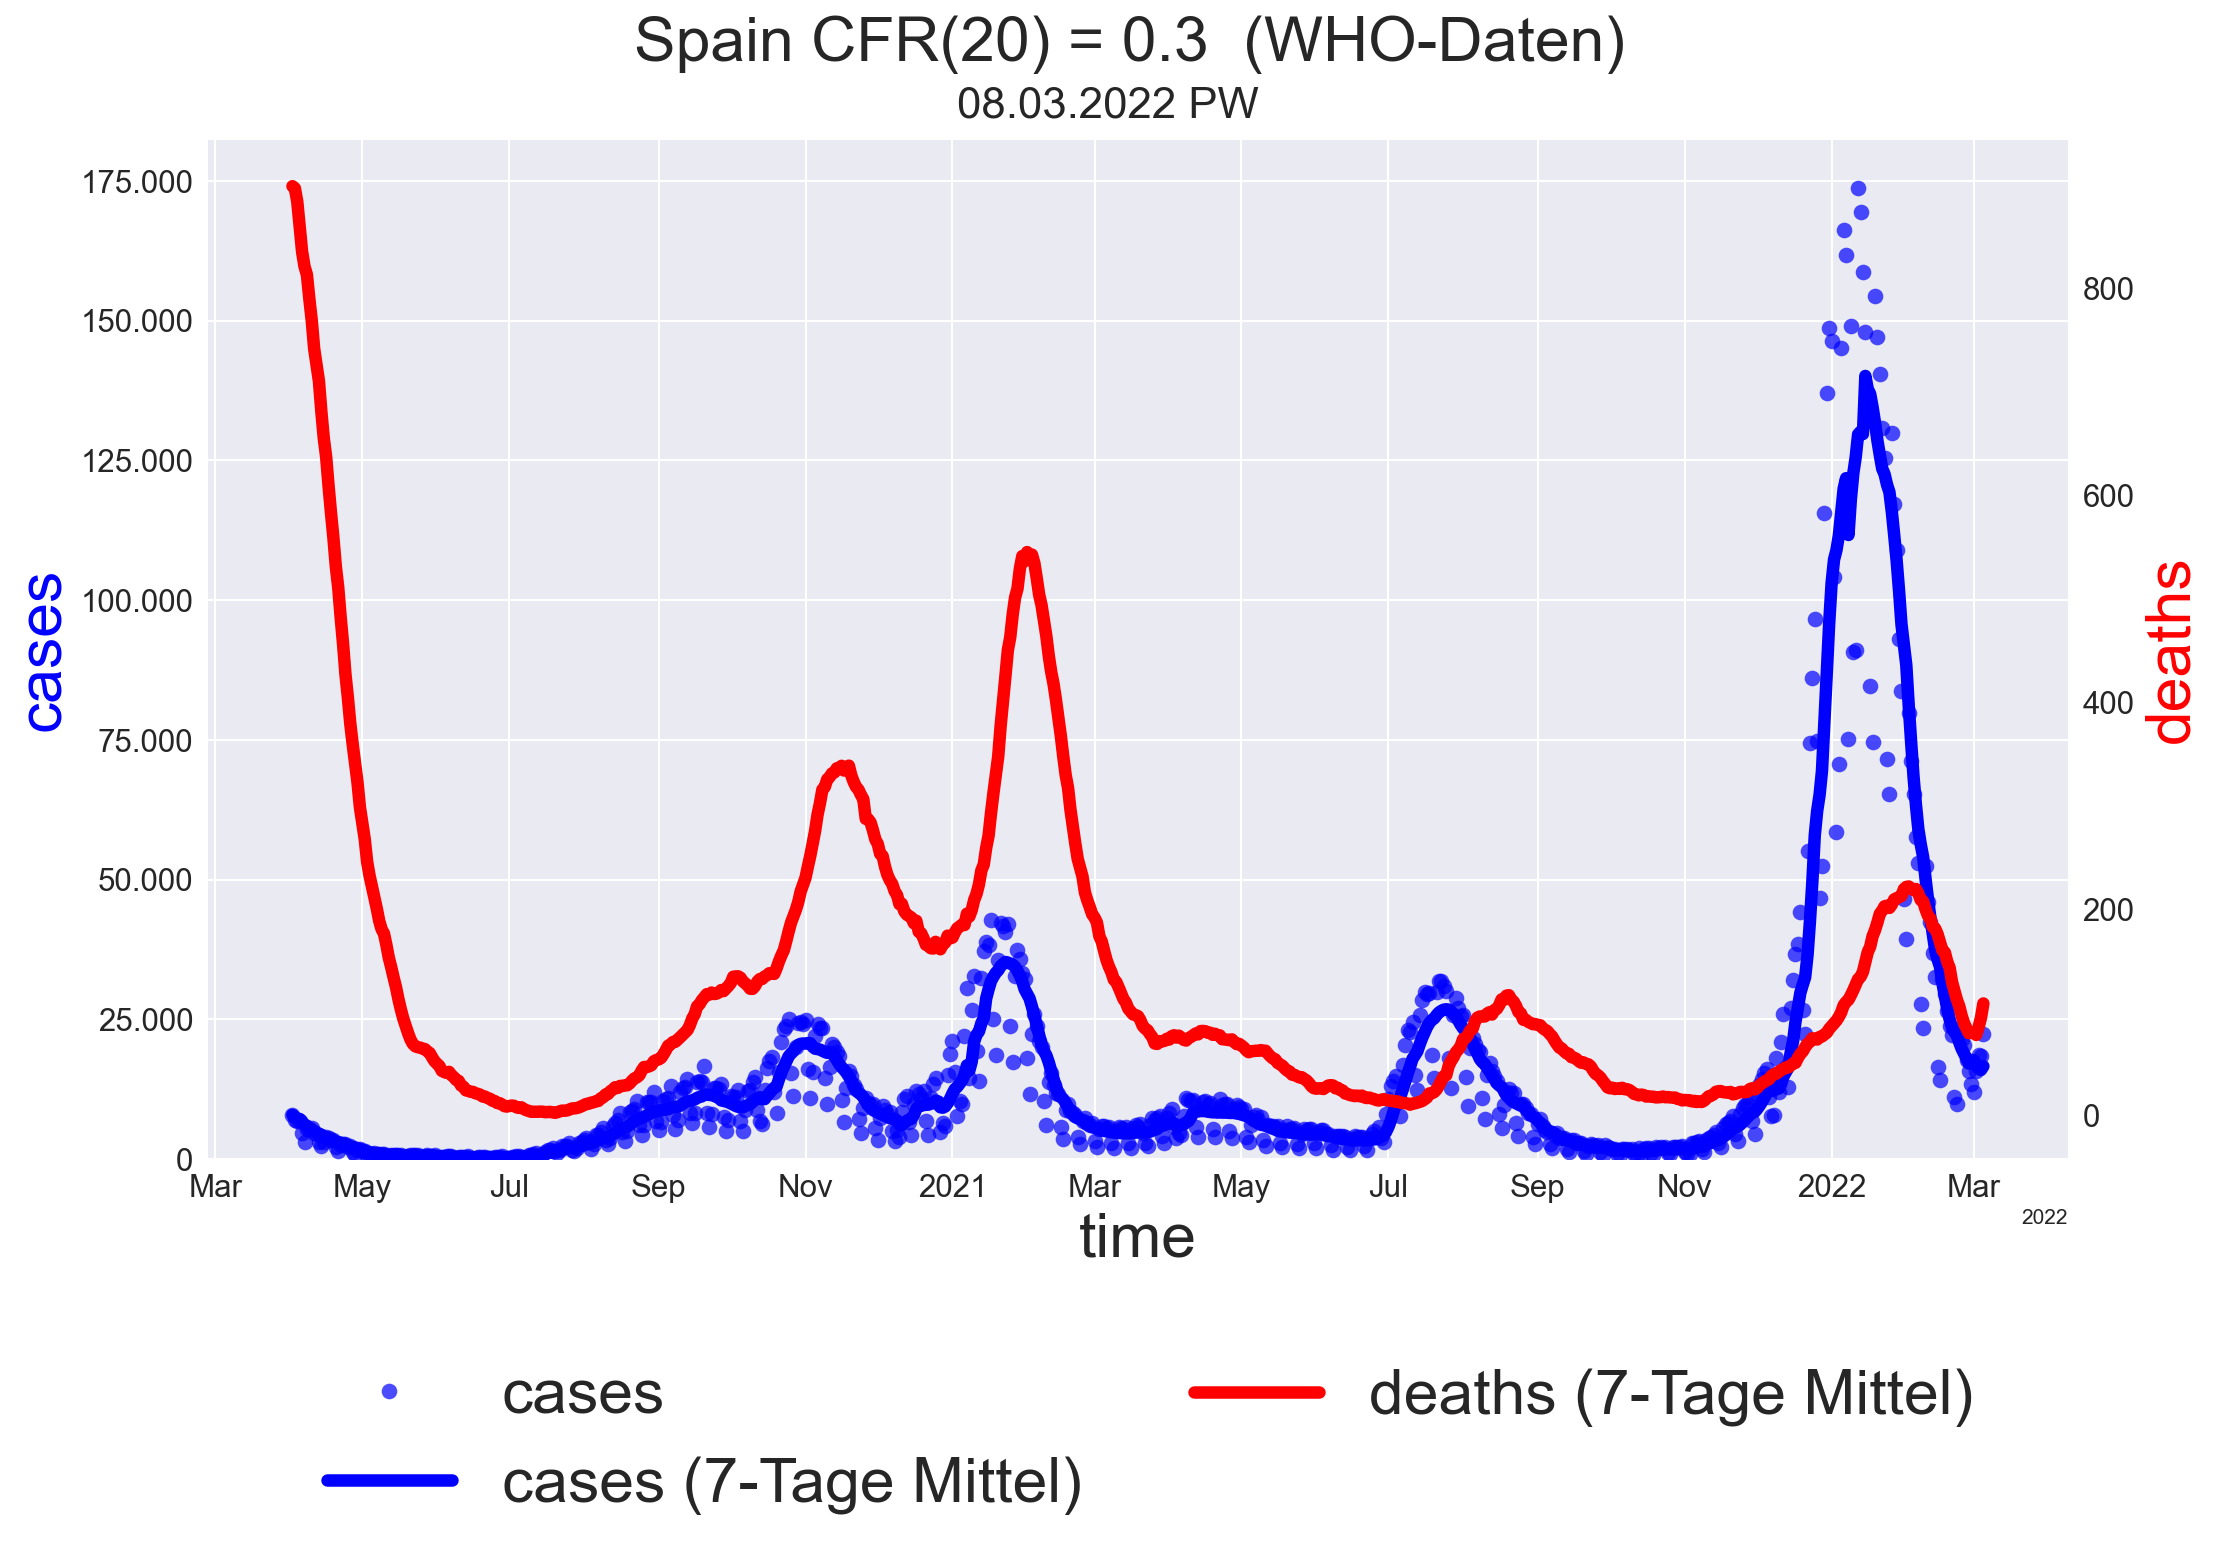 Spain CFR(20) = 0.3  (WHO-Daten)
08.03.2022 PW
175.000
150.000
125.000
100.000
75.000
50.000
25.000
0
cases
800
600
400
200
0
deaths
Mar May Jul Sep Nov 2021 Mar May Jul Sep Nov 2022 Mar
2022
time
cases
cases (7-Tage Mittel)
deaths (7-Tage Mittel)